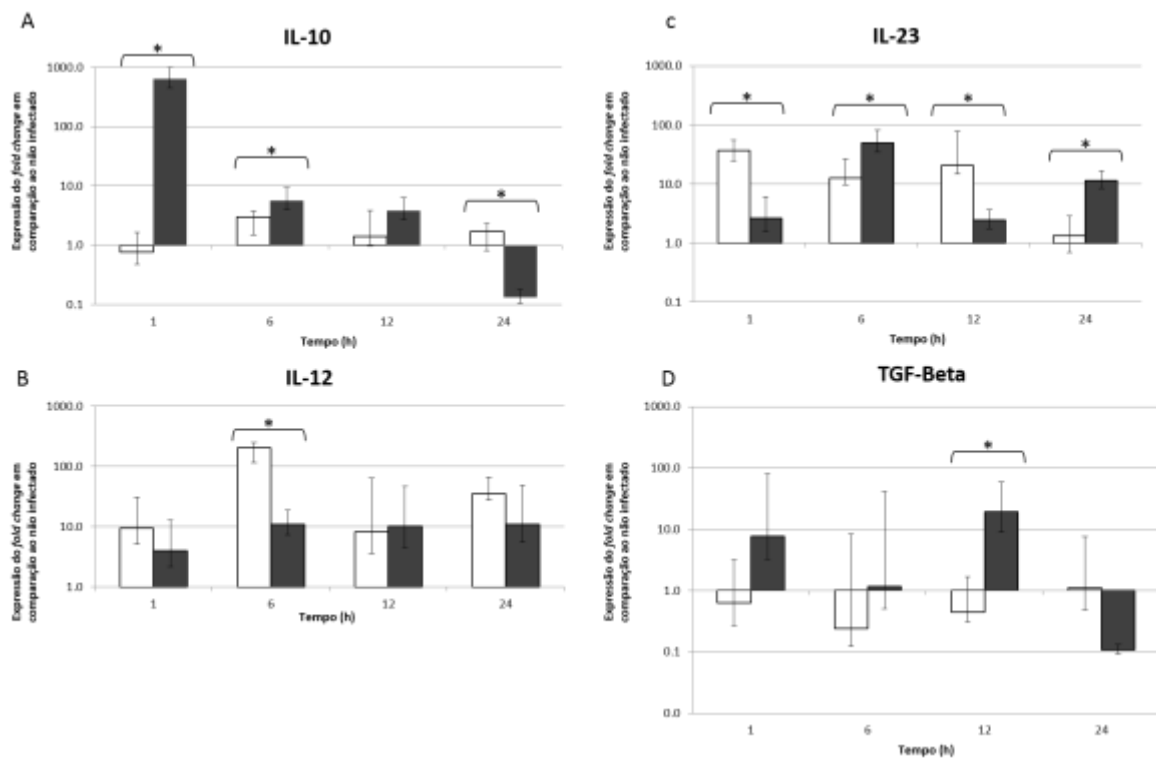 A
IL-10
*
*
*
Expressão do fold change em
comparação ao não infectado
1000.0
100.0
10.0
1.0
0.1
1
6
12
24
Tempo (h)
B
IL-12
*
Expressão do fold change em
comparação ao não infectado
1000.0
100.0
10.0
1.0
1
6
12
24
Tempo (h)
c
IL-23
*
*
*
*
Expressão do fold change em
comparação ao não infectado
1000.0
100.0
10.0
1.0
0.1
1
6
12
24
Tempo (h)
D
TGF-Beta
*
Expressão do fold change em
comparação ao não infectado
1000.0
100.0
10.0
1.0
0.1
0.0
1
6
12
24
Tempo (h)